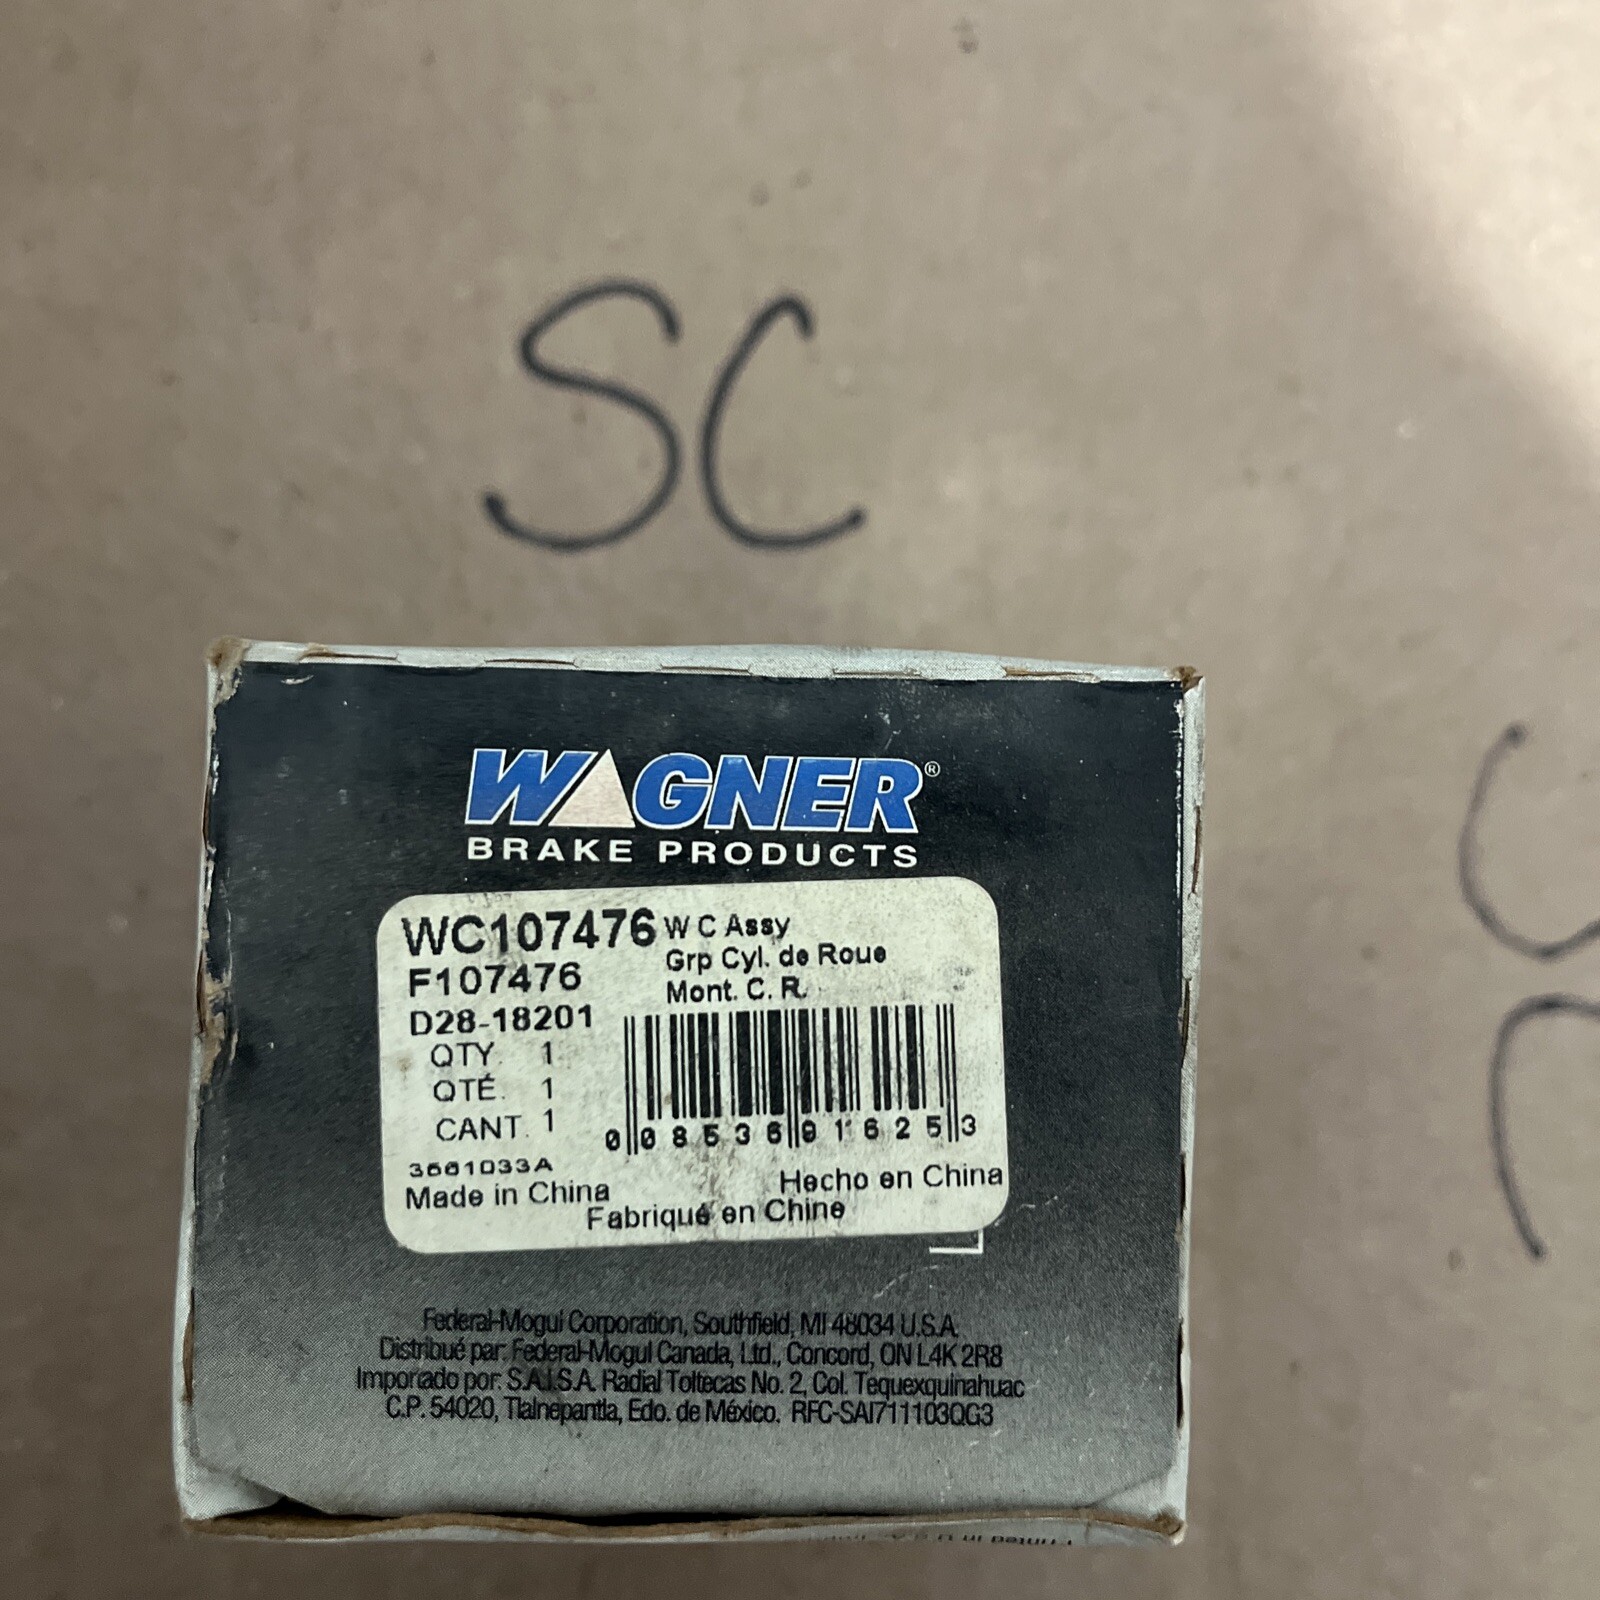 SC
WAGNER®
BRAKE PRODUCTS
WC107476 W C Assy
F107476 Grp Cyl. de Roue
Mont. C. R.
D28-18201
QTY. 1
QTÉ. 1
CANT. 1
0 08536 91625 3
Made in China
Hecho en China
Fabriqué en Chine
Federal-Mogul Corporation, Southfield, MI 48034 U.S.A.
Distribué par: Federal-Mogul Canada, Ltd., Concord, ON L4K 2R8
Importado por: S.A.I.S.A. Radial Toltecas No. 2, Col. Tequexquinahuac
C.P. 54020, Tlalnepantla, Edo. de México. RFC-SAI711103QG3